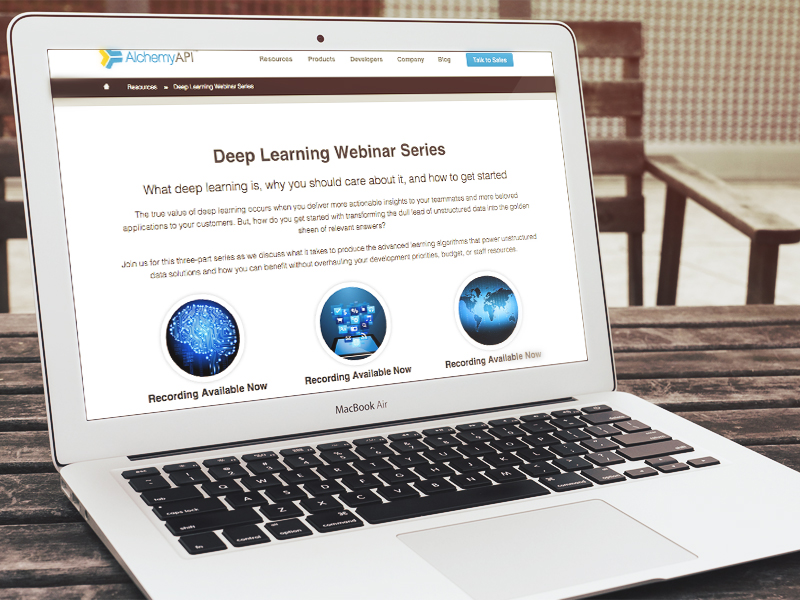 AlchemyAPI™
Resources Products Developers Company Blog Talk to Sales
Resources » Deep Learning Webinar Series
Deep Learning Webinar Series
What deep learning is, why you should care about it, and how to get started
The true value of deep learning occurs when you deliver more actionable insights to your teammates and more beloved
applications to your customers. But, how do you get started with transforming the dull lead of unstructured data into the golden
sheen of relevant answers?
Join us for this three-part series as we discuss what it takes to produce the advanced learning algorithms that power unstructured
data solutions and how you can benefit without overhauling your development priorities, budget, or staff resources.
Recording Available Now
Recording Available Now
Recording Available Now
MacBook Air
tab Q W E R T Y U I O P
caps lock A S D F G H J K L
shift Z X C V B N M
fn control option command command option